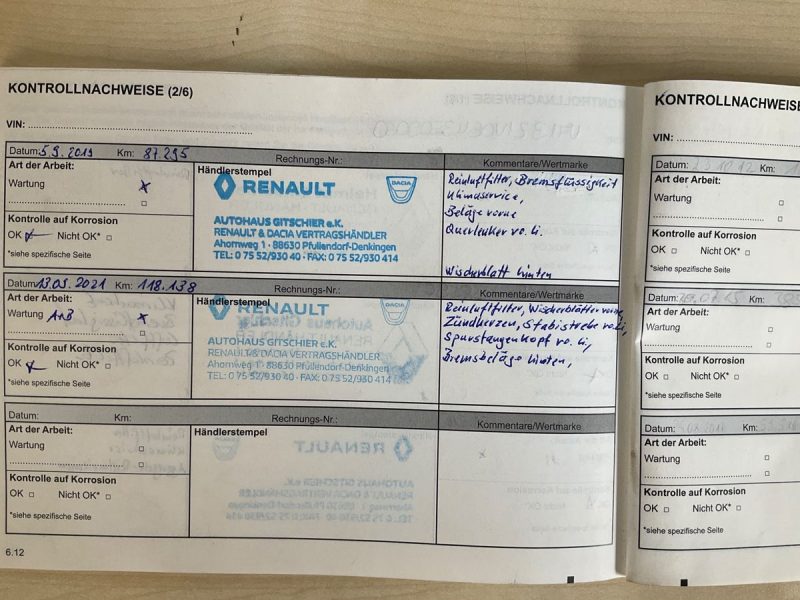 KONTROLLNACHWEISE (2/6)
VIN:
Datum: 5.9.2019 Km: 87.295 Rechnungs-Nr.: Kommentare/Wertmarke
Art der Arbeit:
Wartung x
Kontrolle auf Korrosion
OK Nicht OK*
*siehe spezifische Seite
Händlerstempel
RENAULT
DACIA
AUTOHAUS GITSCHIER e.K.
RENAULT & DACIA VERTRAGSHÄNDLER
Ahornweg 1 · 88630 Pfullendorf-Denkingen
TEL: 0 75 52/930 40 · FAX: 0 75 52/930 414
Reinluftfilter, Bremsflüssigkeit
Klimaservice,
Beläge vorne
Querlenker vo. li.
Wischerblatt hinten
Datum: 13.09.2021 Km: 118.138 Rechnungs-Nr.: Kommentare/Wertmarke
Art der Arbeit:
Wartung A+B x
Kontrolle auf Korrosion
OK Nicht OK*
*siehe spezifische Seite
Händlerstempel
RENAULT
DACIA
AUTOHAUS GITSCHIER e.K.
RENAULT & DACIA VERTRAGSHÄNDLER
Ahornweg 1 · 88630 Pfullendorf-Denkingen
TEL: 0 75 52/930 40 · FAX: 0 75 52/930 414
Reinluftfilter, Wischerblätter vorne,
Zündkerzen, Stabistrebe vo. li,
Spurstangenkopf vo. li,
Bremsbeläge hinten,
Datum: Km: Rechnungs-Nr.: Kommentare/Wertmarke
Art der Arbeit:
Wartung
Kontrolle auf Korrosion
OK Nicht OK*
*siehe spezifische Seite
Händlerstempel
6.12
KONTROLLNACHWEISE
VIN:
Datum:
Art der Arbeit:
Wartung
Kontrolle auf Korrosion
OK Nicht OK*
*siehe spezifische Seite
Datum:
Art der Arbeit:
Wartung
Kontrolle auf Korrosion
OK Nicht OK*
*siehe spezifische Seite
Datum:
Art der Arbeit:
Wartung
Kontrolle auf Korrosion
OK Nicht OK*
*siehe spezifische Seite